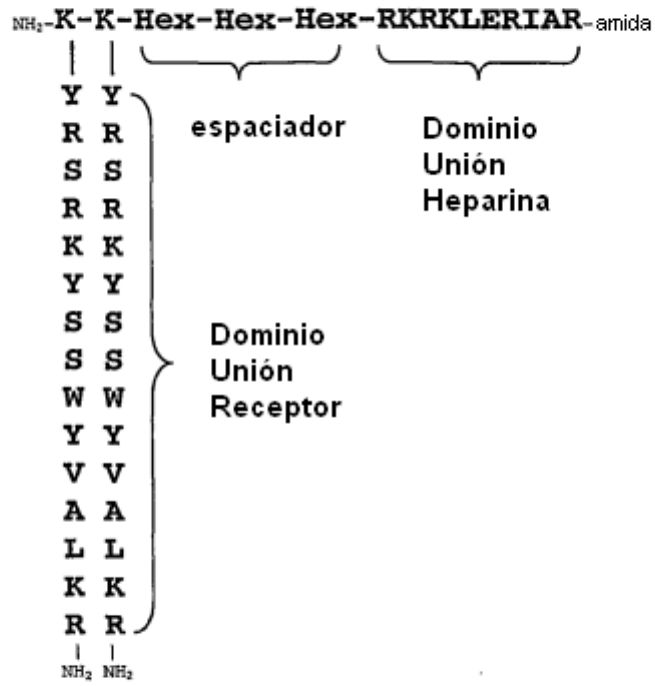 NH₂-K-K-Hex-Hex-Hex-RKRKLERIAR-amida
Y Y
R R
S S
R R
K K
Y Y
S S
S S
W W
Y Y
V V
A A
L L
K K
R R
NH₂ NH₂
espaciador
Dominio
Unión
Heparina
Dominio
Unión
Receptor